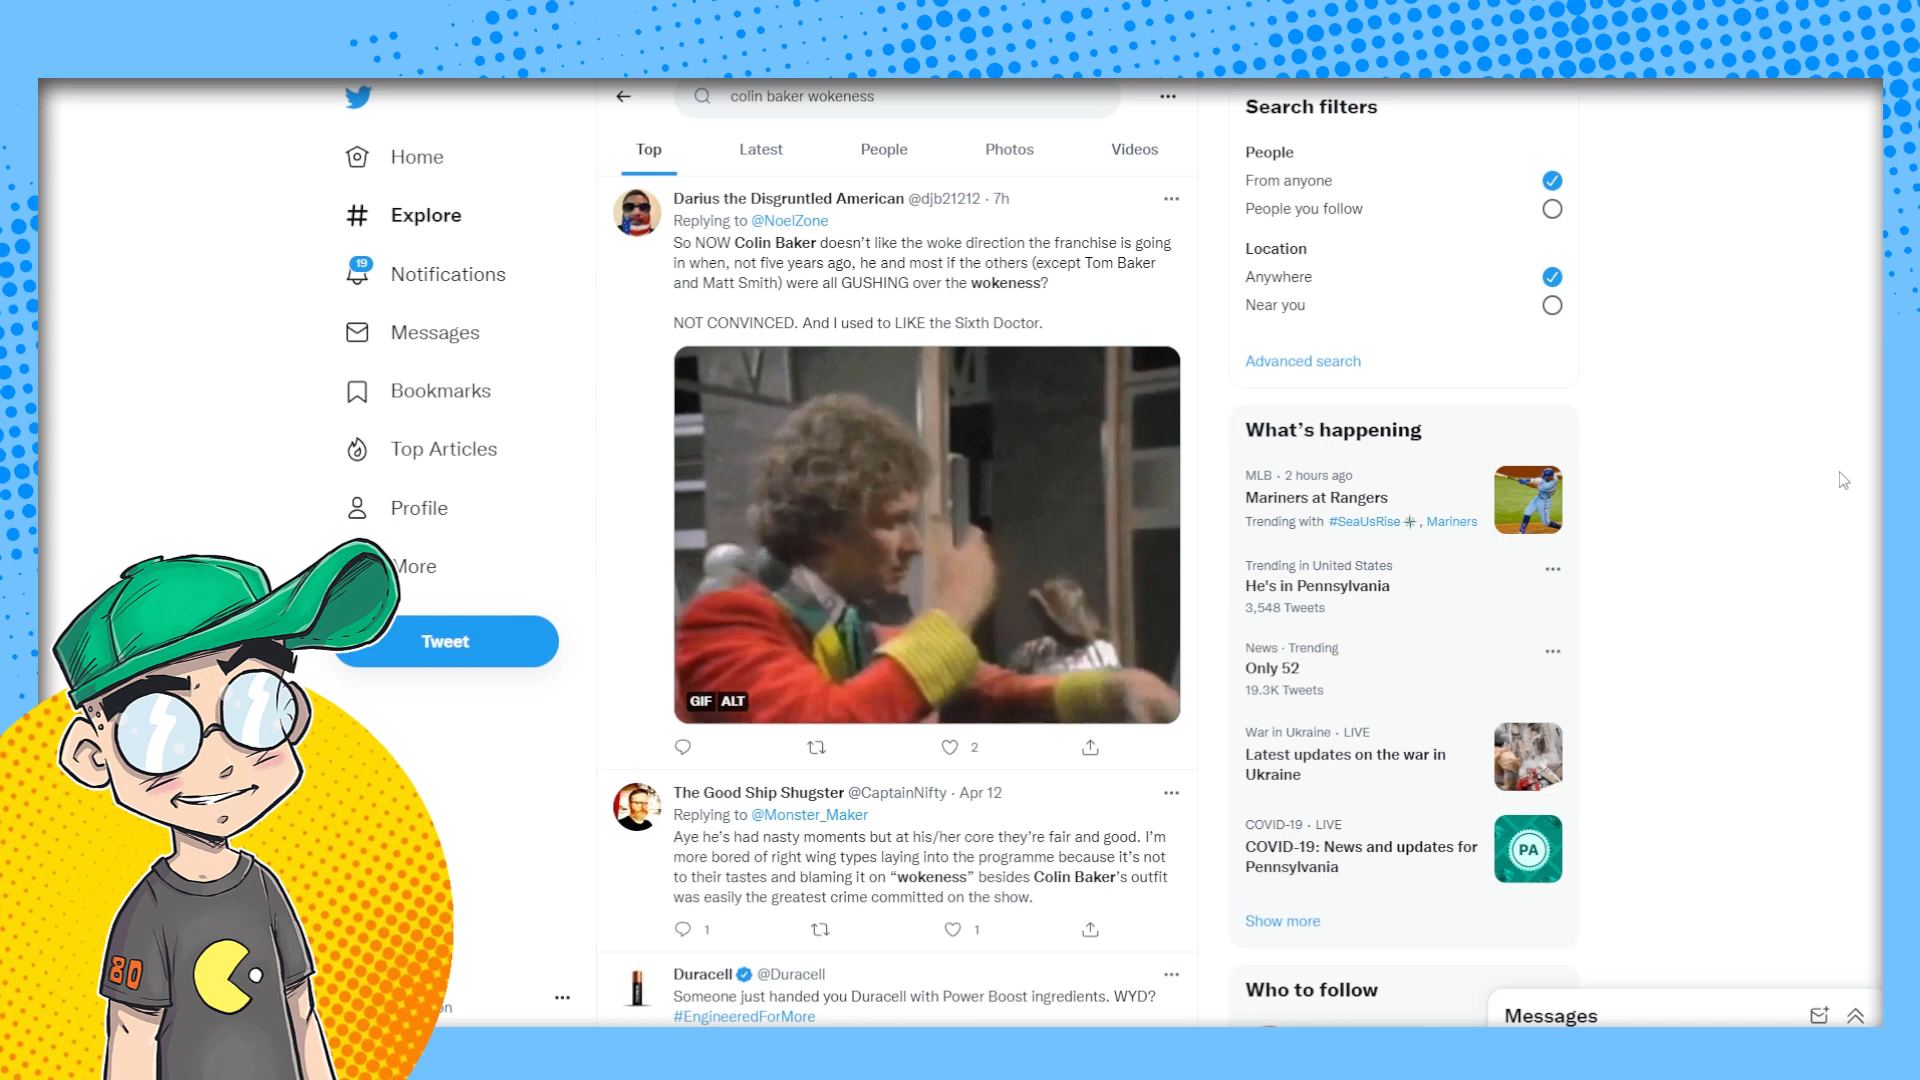 colin baker wokeness
Top
Latest
People
Photos
Videos
Home
Explore
19
Notifications
Messages
Bookmarks
Top Articles
Profile
More
Tweet
Darius the Disgruntled American @djb21212 · 7h
Replying to @NoelZone
So NOW Colin Baker doesn't like the woke direction the franchise is going
in when, not five years ago, he and most if the others (except Tom Baker
and Matt Smith) were all GUSHING over the wokeness?
NOT CONVINCED. And I used to LIKE the Sixth Doctor.
GIF ALT
2
The Good Ship Shugster @CaptainNifty · Apr 12
Replying to @Monster_Maker
Aye he's had nasty moments but at his/her core they're fair and good. I'm
more bored of right wing types laying into the programme because it's not
to their tastes and blaming it on “wokeness” besides Colin Baker's outfit
was easily the greatest crime committed on the show.
1
1
Duracell @Duracell
Someone just handed you Duracell with Power Boost ingredients. WYD?
#EngineeredForMore
Search filters
People
From anyone
People you follow
Location
Anywhere
Near you
Advanced search
What's happening
MLB · 2 hours ago
Mariners at Rangers
Trending with #SeaUsRise, Mariners
Trending in United States
He's in Pennsylvania
3,548 Tweets
News · Trending
Only 52
19.3K Tweets
War in Ukraine · LIVE
Latest updates on the war in
Ukraine
COVID-19 · LIVE
COVID-19: News and updates for
Pennsylvania
PA
Show more
Who to follow
Messages
80